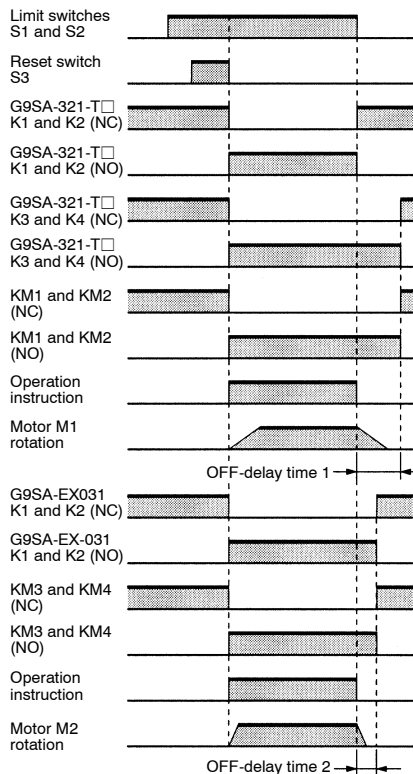 Limit switches
S1 and S2
Reset switch
S3
G9SA-321-T□
K1 and K2 (NC)
G9SA-321-T□
K1 and K2 (NO)
G9SA-321-T□
K3 and K4 (NC)
G9SA-321-T□
K3 and K4 (NO)
KM1 and KM2
(NC)
KM1 and KM2
(NO)
Operation
instruction
Motor M1
rotation
OFF-delay time 1
G9SA-EX031
K1 and K2 (NC)
G9SA-EX-031
K1 and K2 (NO)
KM3 and KM4
(NC)
KM3 and KM4
(NO)
Operation
instruction
Motor M2
rotation
OFF-delay time 2